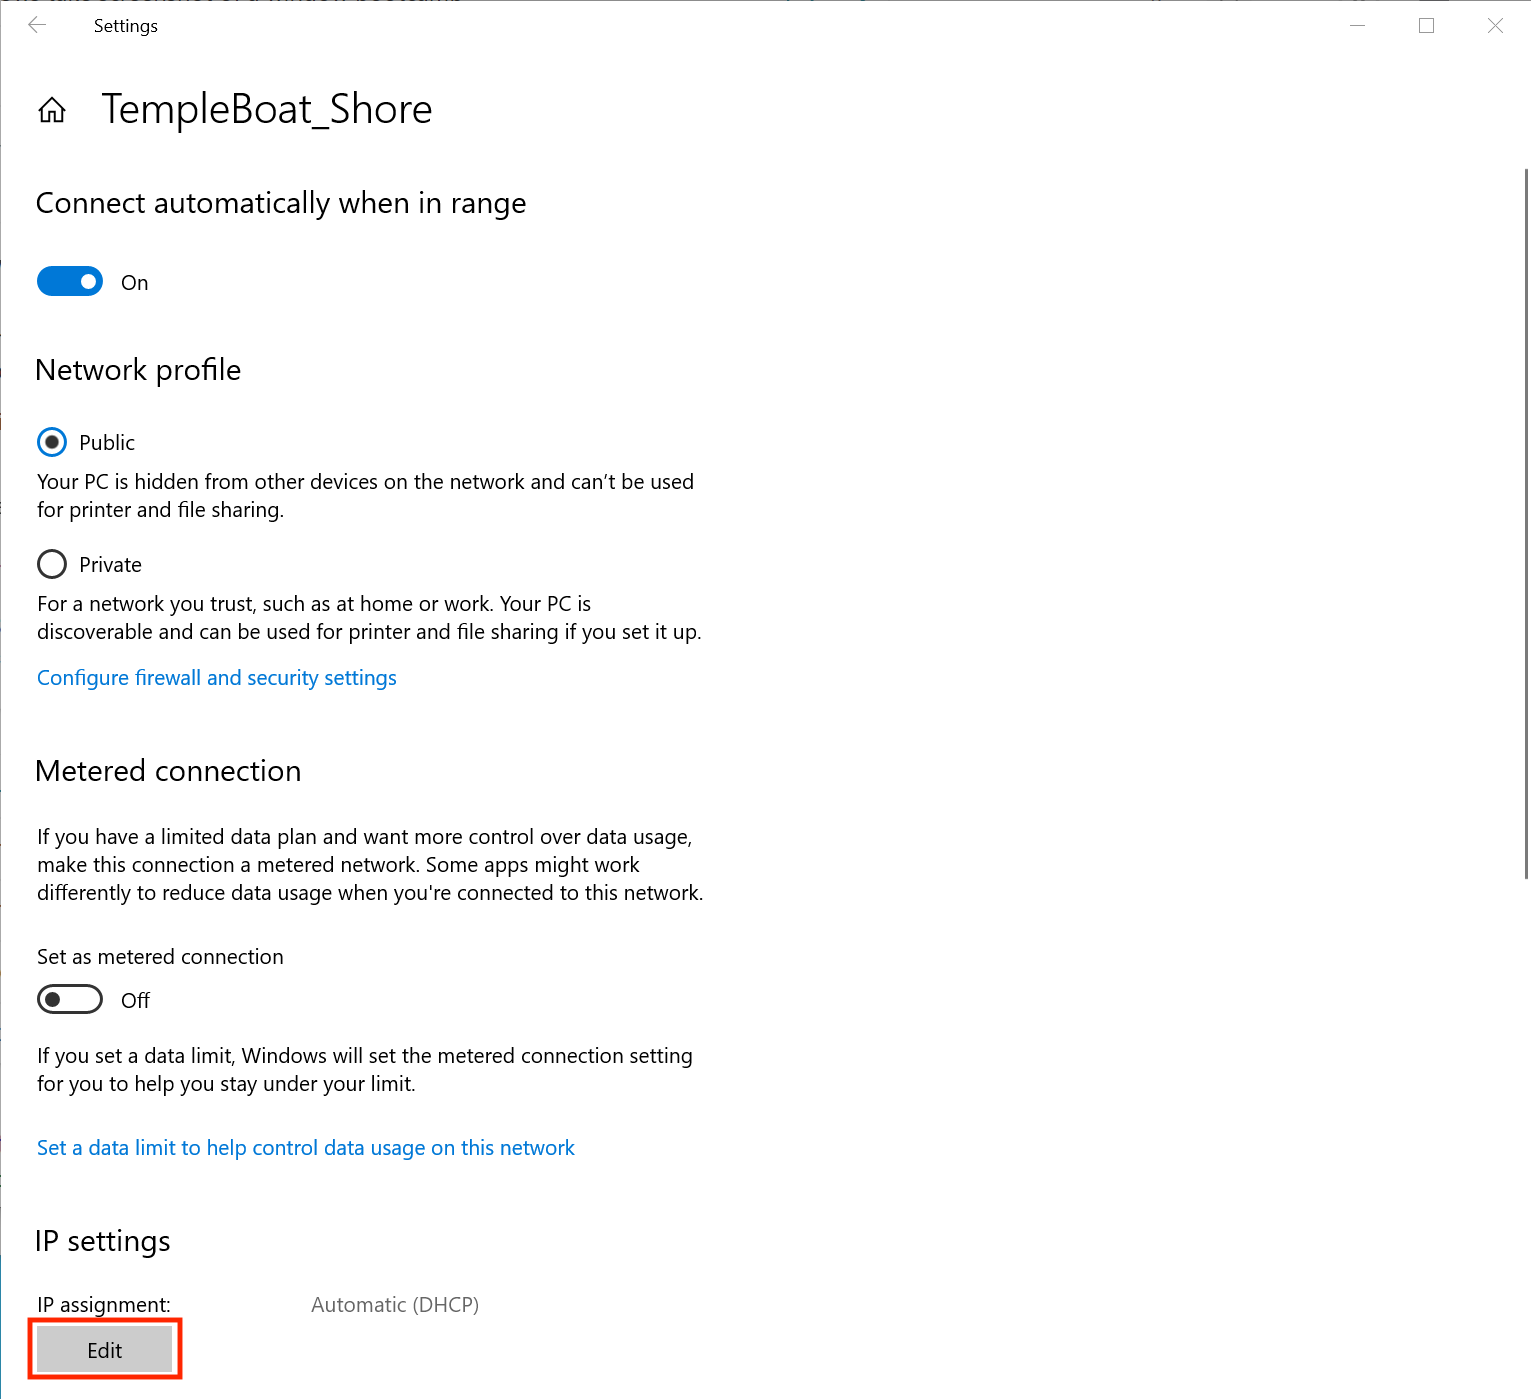 Settings
TempleBoat_Shore
Connect automatically when in range
On
Network profile
Public
Your PC is hidden from other devices on the network and can’t be used
for printer and file sharing.
Private
For a network you trust, such as at home or work. Your PC is
discoverable and can be used for printer and file sharing if you set it up.
Configure firewall and security settings
Metered connection
If you have a limited data plan and want more control over data usage,
make this connection a metered network. Some apps might work
differently to reduce data usage when you're connected to this network.
Set as metered connection
Off
If you set a data limit, Windows will set the metered connection setting
for you to help you stay under your limit.
Set a data limit to help control data usage on this network
IP settings
IP assignment: Automatic (DHCP)
Edit